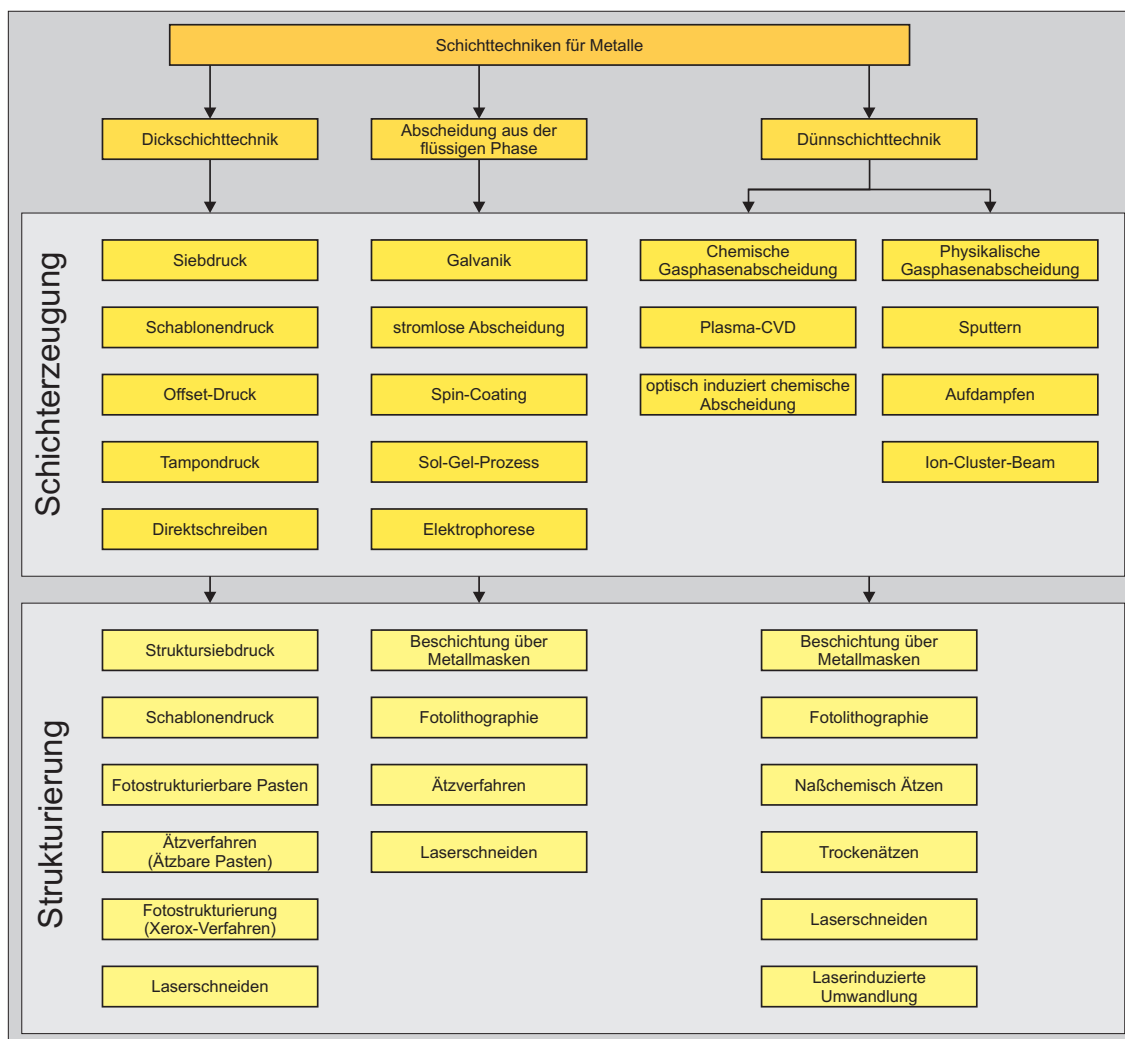 Schichttechniken für Metalle
Dickschichttechnik
Abscheidung aus der
flüssigen Phase
Dünnschichttechnik
Schichterzeugung
Siebdruck
Schablonendruck
Offset-Druck
Tampondruck
Direktschreiben
Galvanik
stromlose Abscheidung
Spin-Coating
Sol-Gel-Prozess
Elektrophorese
Chemische
Gasphasenabscheidung
Plasma-CVD
optisch induziert chemische
Abscheidung
Physikalische
Gasphasenabscheidung
Sputtern
Aufdampfen
Ion-Cluster-Beam
Strukturierung
Struktursiebdruck
Schablonendruck
Fotostrukturierbare Pasten
Ätzverfahren
(Ätzbare Pasten)
Fotostrukturierung
(Xerox-Verfahren)
Laserschneiden
Beschichtung über
Metallmasken
Fotolithographie
Ätzverfahren
Laserschneiden
Beschichtung über
Metallmasken
Fotolithographie
Naßchemisch Ätzen
Trockenätzen
Laserschneiden
Laserinduzierte
Umwandlung